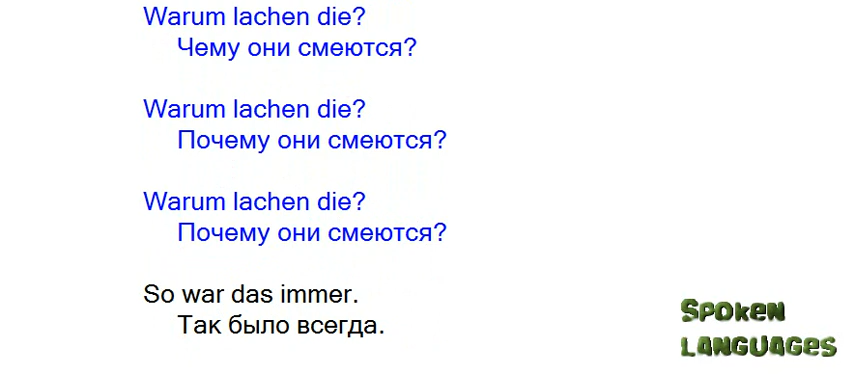 Warum lachen die?
Чему они смеются?
Warum lachen die?
Почему они смеются?
Warum lachen die?
Почему они смеются?
So war das immer.
Так было всегда.
Spoken
Languages